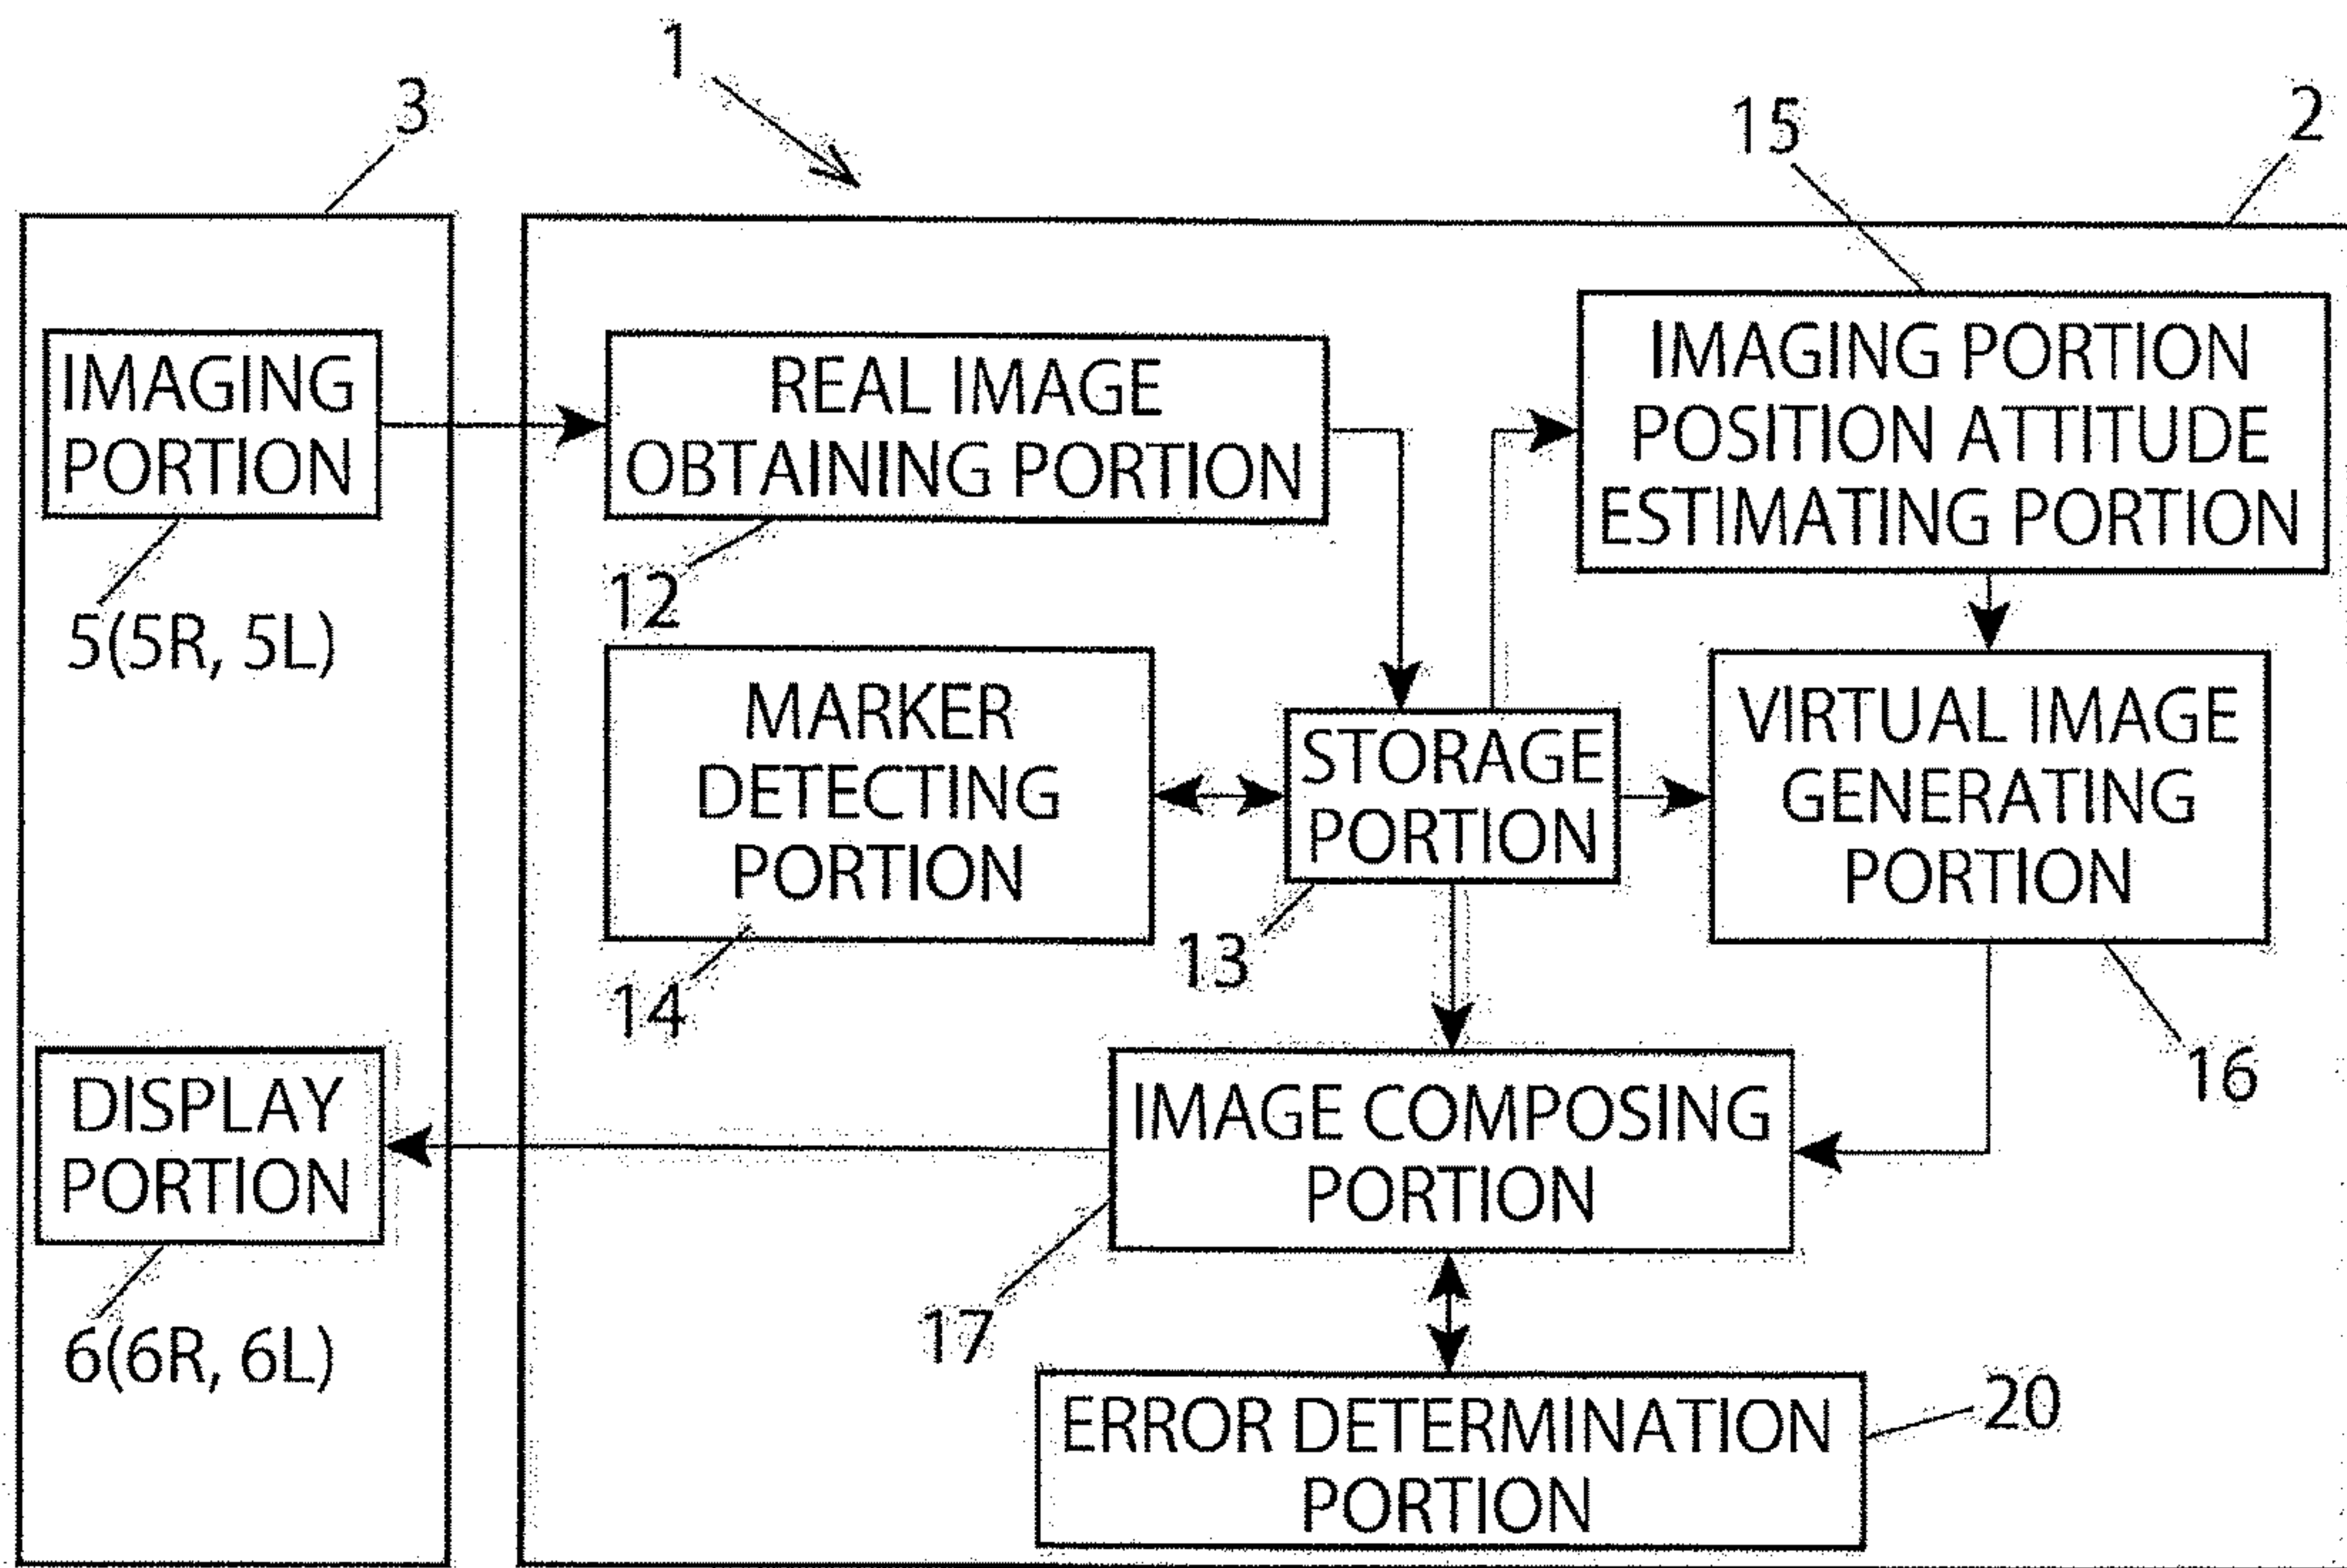 1
3
15
2
IMAGING
PORTION
5(5R, 5L)
REAL IMAGE
OBTAINING PORTION
12
IMAGING PORTION
POSITION ATTITUDE
ESTIMATING PORTION
MARKER
DETECTING
PORTION
14
STORAGE
PORTION
13
VIRTUAL IMAGE
GENERATING
PORTION
16
DISPLAY
PORTION
6(6R, 6L)
IMAGE COMPOSING
PORTION
17
ERROR DETERMINATION
PORTION
20